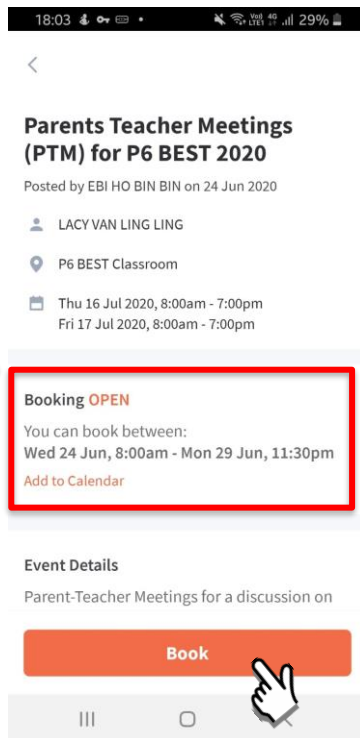 18:03 29%
Parents Teacher Meetings
(PTM) for P6 BEST 2020
Posted by EBI HO BIN BIN on 24 Jun 2020
LACY VAN LING LING
P6 BEST Classroom
Thu 16 Jul 2020, 8:00am - 7:00pm
Fri 17 Jul 2020, 8:00am - 7:00pm
Booking OPEN
You can book between:
Wed 24 Jun, 8:00am - Mon 29 Jun, 11:30pm
Add to Calendar
Event Details
Parent-Teacher Meetings for a discussion on
Book